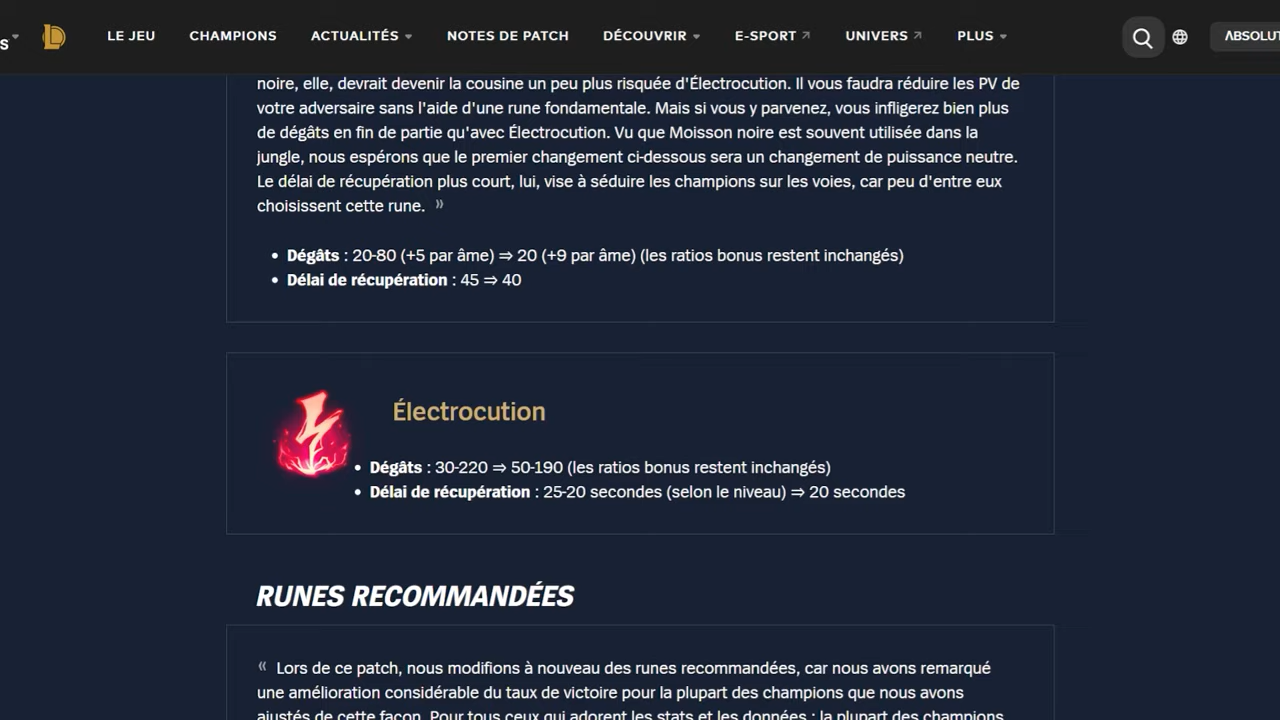 S
LE JEU CHAMPIONS ACTUALITÉS NOTES DE PATCH DÉCOUVRIR E-SPORT UNIVERS PLUS ABSOLUT
noire, elle, devrait devenir la cousine un peu plus risquée d'Électrocution. Il vous faudra réduire les PV de
votre adversaire sans l'aide d'une rune fondamentale. Mais si vous y parvenez, vous infligerez bien plus
de dégâts en fin de partie qu'avec Électrocution. Vu que Moisson noire est souvent utilisée dans la
jungle, nous espérons que le premier changement ci-dessous sera un changement de puissance neutre.
Le délai de récupération plus court, lui, vise à séduire les champions sur les voies, car peu d'entre eux
choisissent cette rune. »
• Dégâts : 20-80 (+5 par âme) ⇒ 20 (+9 par âme) (les ratios bonus restent inchangés)
• Délai de récupération : 45 ⇒ 40
Électrocution
• Dégâts : 30-220 ⇒ 50-190 (les ratios bonus restent inchangés)
• Délai de récupération : 25-20 secondes (selon le niveau) ⇒ 20 secondes
RUNES RECOMMANDÉES
« Lors de ce patch, nous modifions à nouveau des runes recommandées, car nous avons remarqué
une amélioration considérable du taux de victoire pour la plupart des champions que nous avons
ajustés de cette façon. Pour tous ceux qui adorent les stats et les données : la plupart des champions